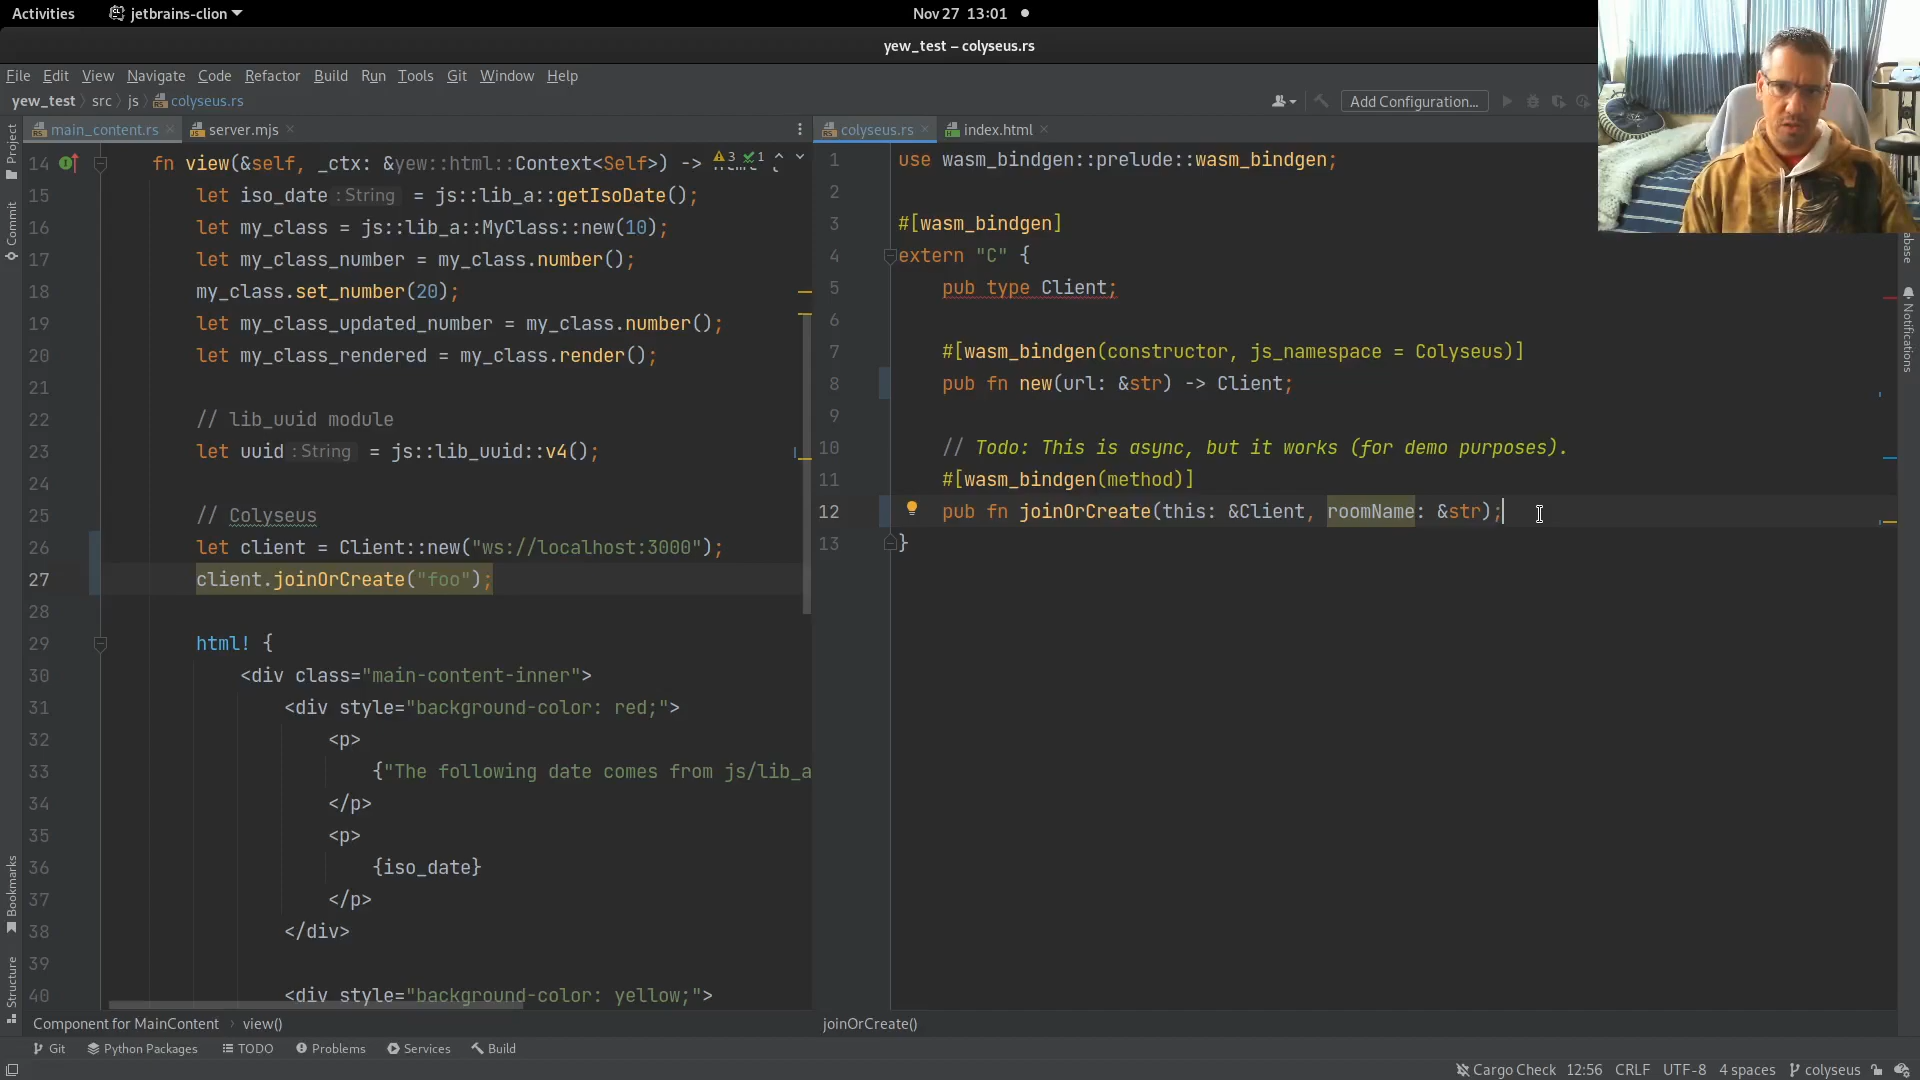 Activities
jetbrains-clion
Nov 27 13:01
yew_test – colyseus.rs
File Edit View Navigate Code Refactor Build Run Tools Git Window Help
yew_test src js colyseus.rs
Add Configuration...
main_content.rs
server.mjs
colyseus.rs
index.html
Project
Commit
Bookmarks
Structure
Notifications
14 fn view(&self, _ctx: &yew::html::Context<Self>) ->
3 1
15 let iso_date : String = js::lib_a::getIsoDate();
16 let my_class = js::lib_a::MyClass::new(10);
17 let my_class_number = my_class.number();
18 my_class.set_number(20);
19 let my_class_updated_number = my_class.number();
20 let my_class_rendered = my_class.render();
21
22 // lib_uuid module
23 let uuid : String = js::lib_uuid::v4();
24
25 // Colyseus
26 let client = Client::new("ws://localhost:3000");
27 client.joinOrCreate("foo");
28
29 html! {
30 <div class="main-content-inner">
31 <div style="background-color: red;">
32 <p>
33 {"The following date comes from js/lib_a
34 </p>
35 <p>
36 {iso_date}
37 </p>
38 </div>
39
40 <div style="background-color: yellow;">
1 use wasm_bindgen::prelude::wasm_bindgen;
2
3 #[wasm_bindgen]
4 extern "C" {
5 pub type Client;
6
7 #[wasm_bindgen(constructor, js_namespace = Colyseus)]
8 pub fn new(url: &str) -> Client;
9
10 // Todo: This is async, but it works (for demo purposes).
11 #[wasm_bindgen(method)]
12 pub fn joinOrCreate(this: &Client, roomName: &str);
13 }
Component for MainContent view()
joinOrCreate()
Git Python Packages TODO Problems Services Build
Cargo Check 12:56 CRLF UTF-8 4 spaces colyseus